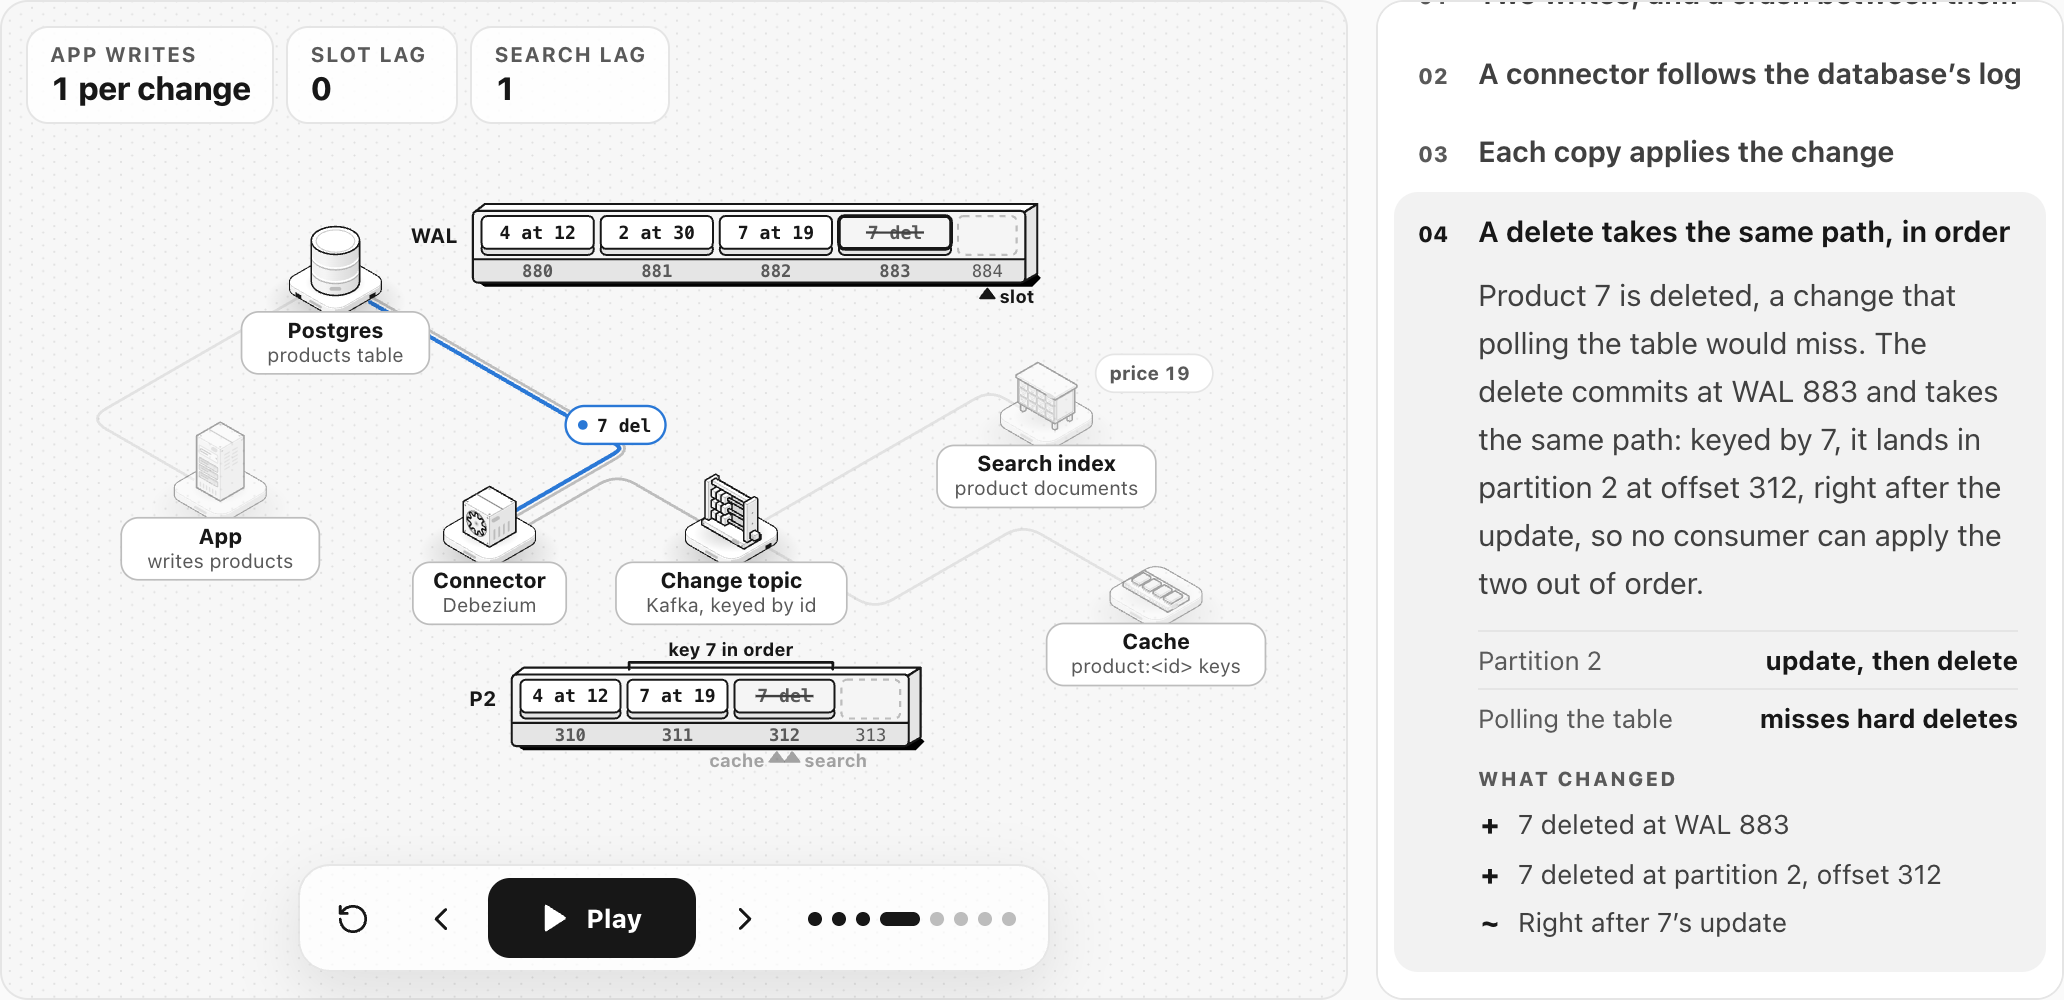 APP WRITES
1 per change
SLOT LAG
0
SEARCH LAG
1
WAL
4 at 12
2 at 30
7 at 19
7 del
880
881
882
883
884
slot
Postgres
products table
7 del
price 19
Search index
product documents
App
writes products
Connector
Debezium
Change topic
Kafka, keyed by id
Cache
product:<id> keys
key 7 in order
P2
4 at 12
7 at 19
7 del
310
311
312
313
cache
search
Play
02 A connector follows the database’s log
03 Each copy applies the change
04 A delete takes the same path, in order
Product 7 is deleted, a change that
polling the table would miss. The
delete commits at WAL 883 and takes
the same path: keyed by 7, it lands in
partition 2 at offset 312, right after the
update, so no consumer can apply the
two out of order.
Partition 2 update, then delete
Polling the table misses hard deletes
WHAT CHANGED
+ 7 deleted at WAL 883
+ 7 deleted at partition 2, offset 312
~ Right after 7’s update